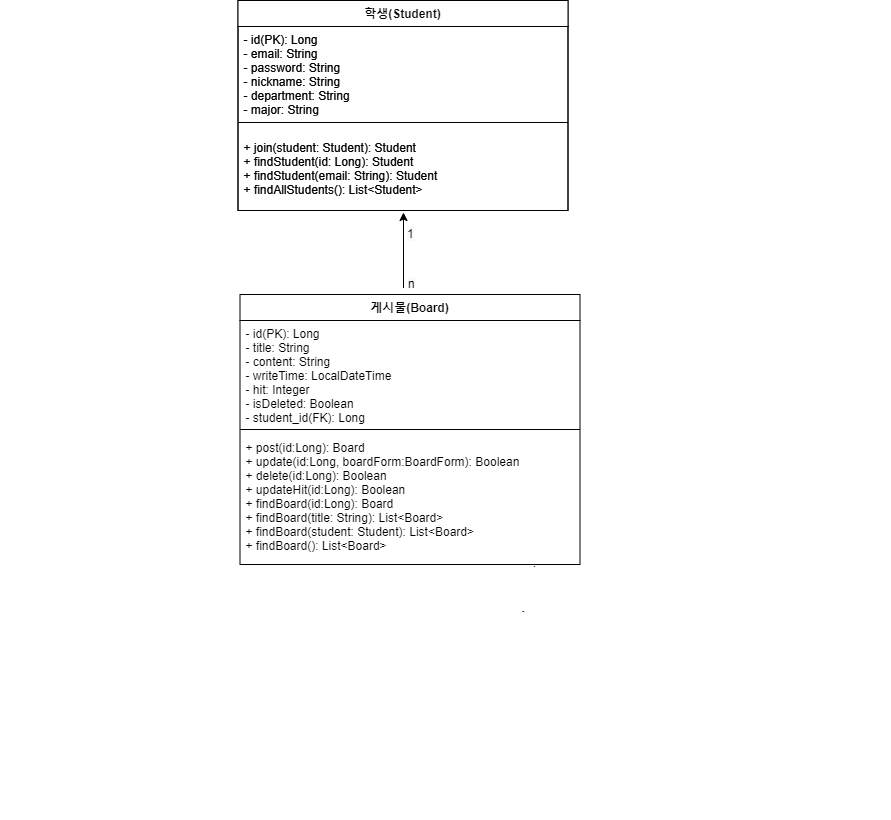 학생(Student)
- id(PK): Long
- email: String
- password: String
- nickname: String
- department: String
- major: String
+ join(student: Student): Student
+ findStudent(id: Long): Student
+ findStudent(email: String): Student
+ findAllStudents(): List<Student>
1
n
게시물(Board)
- id(PK): Long
- title: String
- content: String
- writeTime: LocalDateTime
- hit: Integer
- isDeleted: Boolean
- student_id(FK): Long
+ post(id:Long): Board
+ update(id:Long, boardForm:BoardForm): Boolean
+ delete(id:Long): Boolean
+ updateHit(id:Long): Boolean
+ findBoard(id:Long): Board
+ findBoard(title: String): List<Board>
+ findBoard(student: Student): List<Board>
+ findBoard(): List<Board>